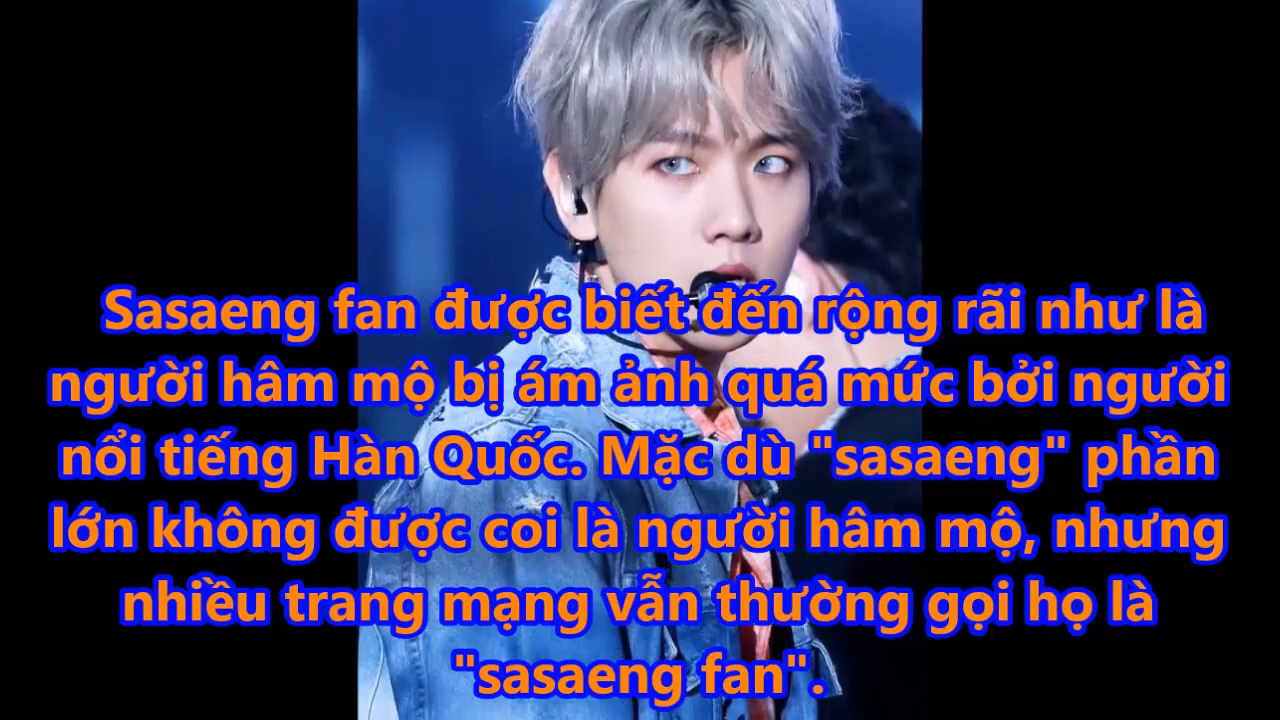 Sasaeng fan được biết đến rộng rãi như là
người hâm mộ bị ám ảnh quá mức bởi người
nổi tiếng Hàn Quốc. Mặc dù "sasaeng" phần
lớn không được coi là người hâm mộ, nhưng
nhiều trang mạng vẫn thường gọi họ là
"sasaeng fan".